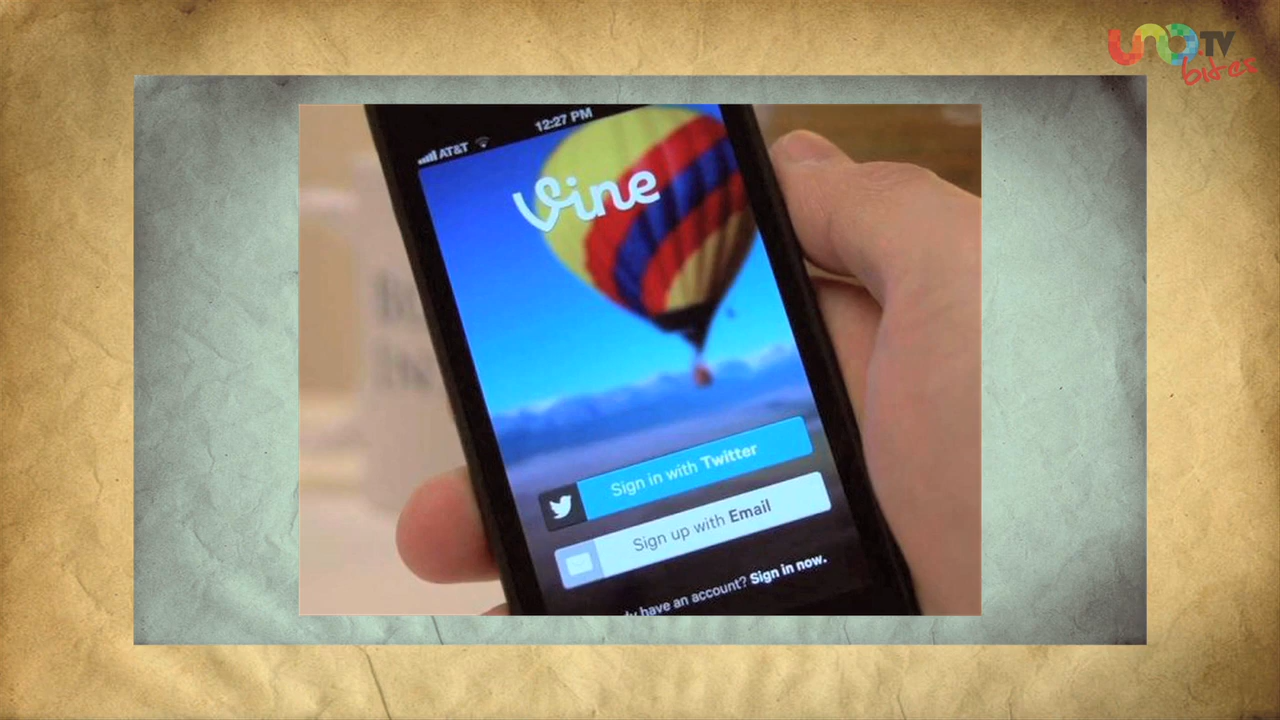 unoTV
bites
AT&T 12:27 PM
Vine
Sign in with Twitter
Sign up with Email
have an account? Sign in now.